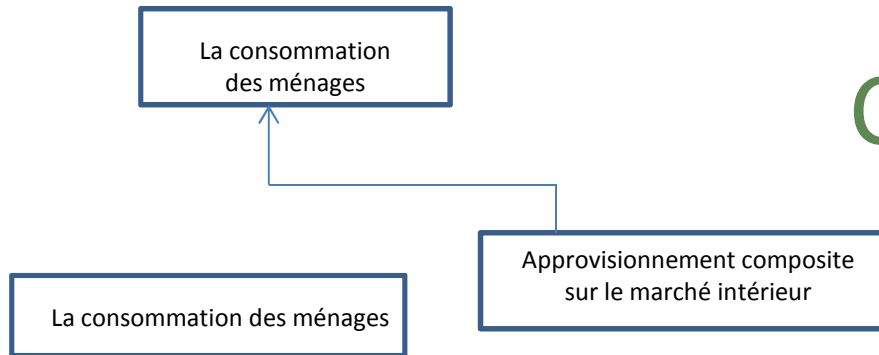 La consommation
des ménages
Approvisionnement composite
sur le marché intérieur
La consommation des ménages